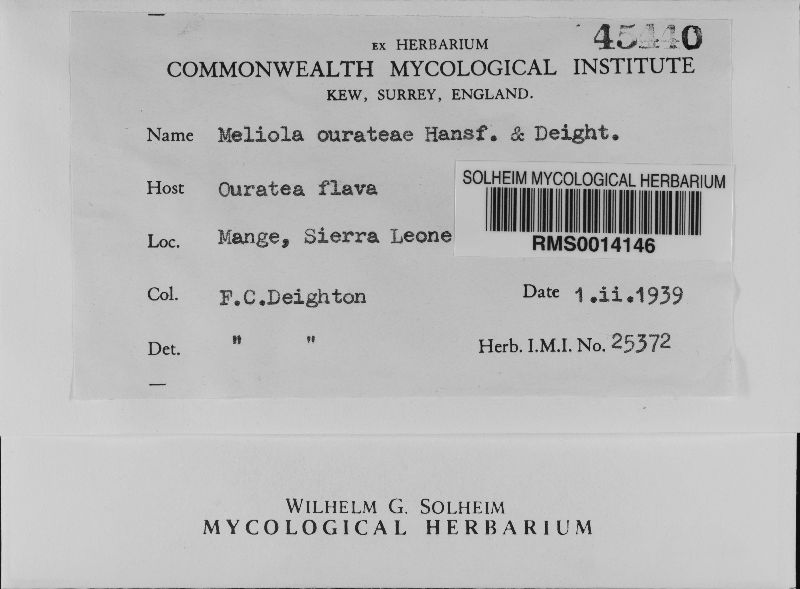 45440
EX HERBARIUM
COMMONWEALTH MYCOLOGICAL INSTITUTE
KEW, SURREY, ENGLAND.
Name Meliola ourateae Hansf. & Deight.
Host Ouratea flava
SOLHEIM MYCOLOGICAL HERBARIUM
RMS0014146
Loc. Mange, Sierra Leone
Col. F.C.Deighton Date 1.ii.1939
Det. " " Herb. I.M.I. No. 25372
WILHELM G. SOLHEIM
MYCOLOGICAL HERBARIUM